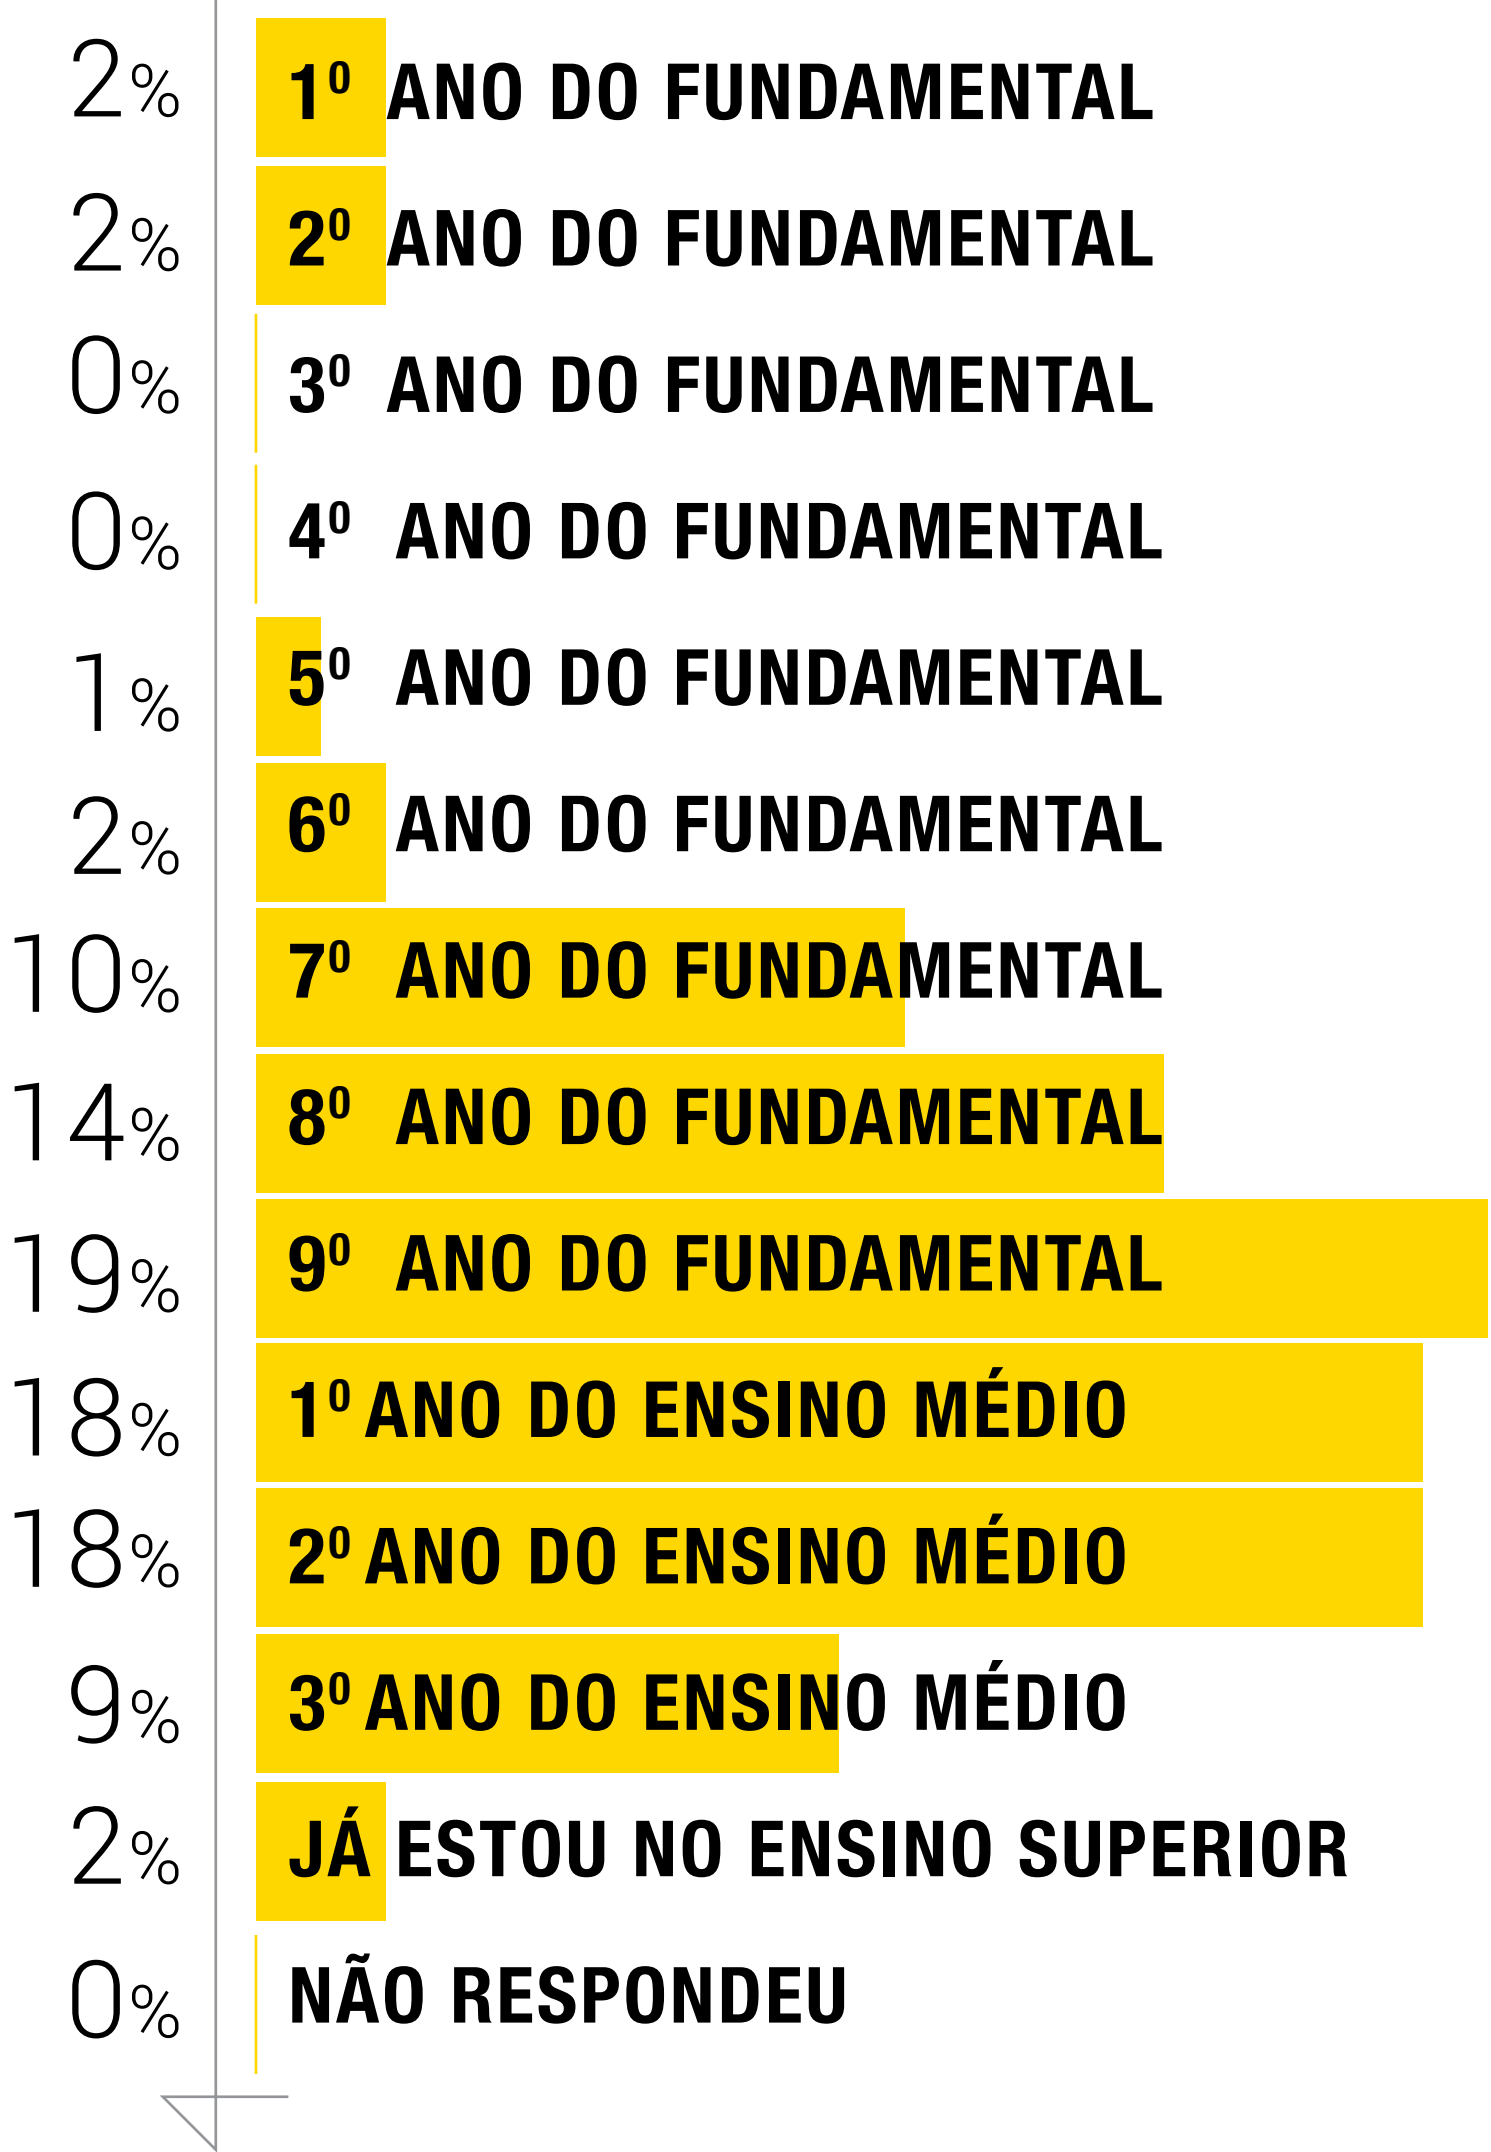 2% 1º ANO DO FUNDAMENTAL
2% 2º ANO DO FUNDAMENTAL
0% 3º ANO DO FUNDAMENTAL
0% 4º ANO DO FUNDAMENTAL
1% 5º ANO DO FUNDAMENTAL
2% 6º ANO DO FUNDAMENTAL
10% 7º ANO DO FUNDAMENTAL
14% 8º ANO DO FUNDAMENTAL
19% 9º ANO DO FUNDAMENTAL
18% 1º ANO DO ENSINO MÉDIO
18% 2º ANO DO ENSINO MÉDIO
9% 3º ANO DO ENSINO MÉDIO
2% JÁ ESTOU NO ENSINO SUPERIOR
0% NÃO RESPONDEU